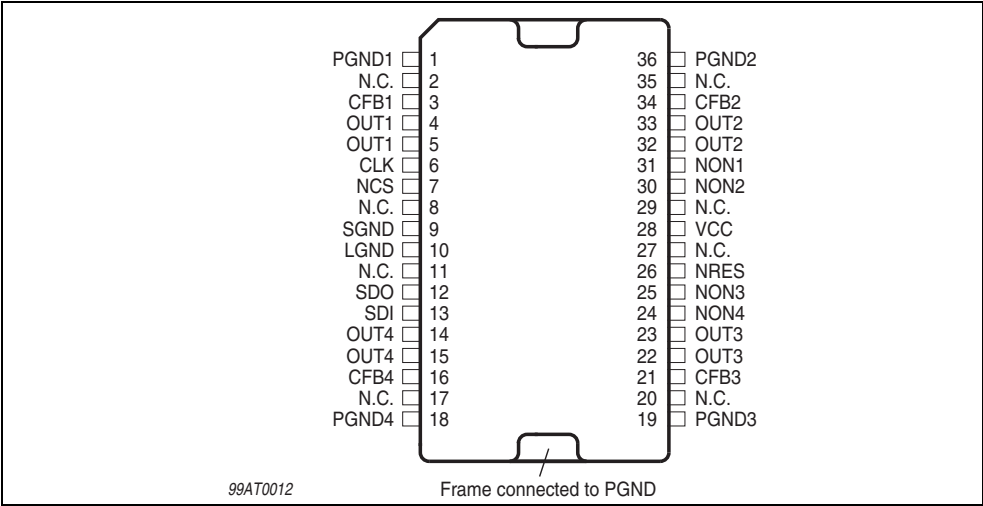 PGND1 1 36 PGND2
N.C. 2 35 N.C.
CFB1 3 34 CFB2
OUT1 4 33 OUT2
OUT1 5 32 OUT2
CLK 6 31 NON1
NCS 7 30 NON2
N.C. 8 29 N.C.
SGND 9 28 VCC
LGND 10 27 N.C.
N.C. 11 26 NRES
SDO 12 25 NON3
SDI 13 24 NON4
OUT4 14 23 OUT3
OUT4 15 22 OUT3
CFB4 16 21 CFB3
N.C. 17 20 N.C.
PGND4 18 19 PGND3
99AT0012 Frame connected to PGND